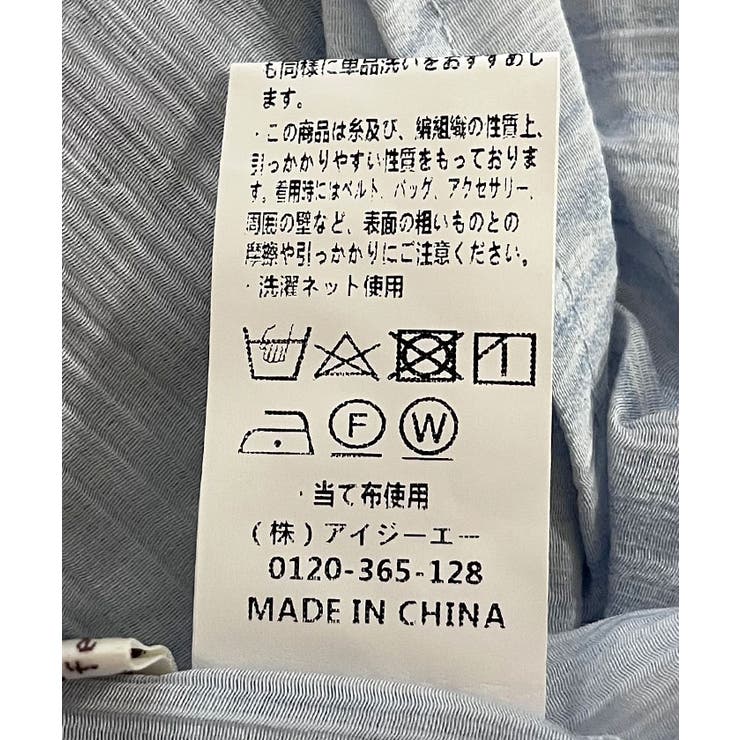 も同様に単品洗いをおすすめし
ます。
・この商品は糸及び、編組織の性質上、
引っかかりやすい性質をもっておりま
す。着用時にはベルト、バッグ、アクセサリー、
周囲の壁など、表面の粗いものとの
摩擦や引っかかりにご注意ください。
・洗濯ネット使用
F W
・当て布使用
(株)アイジーエー
0120-365-128
MADE IN CHINA
fe